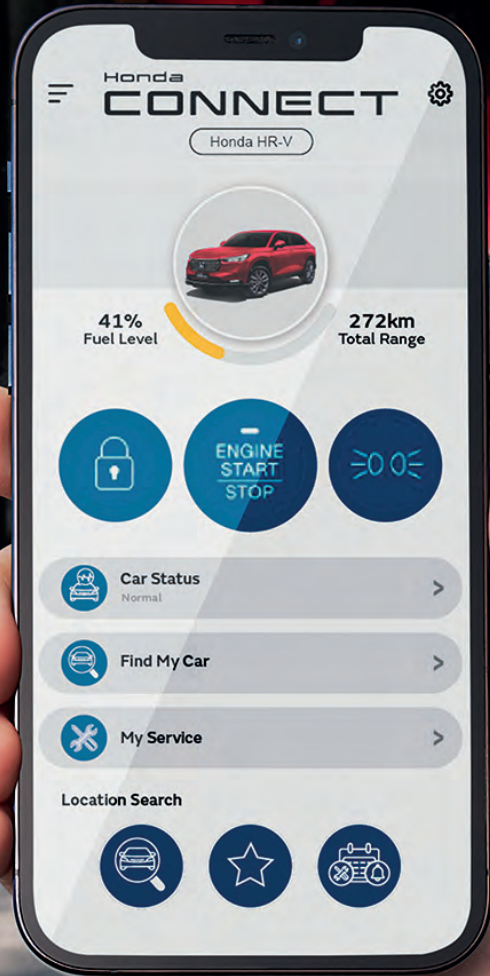 Honda
CONNECT
Honda HR-V
41%
Fuel Level
272km
Total Range
ENGINE
START
STOP
Car Status
Normal
Find My Car
My Service
Location Search